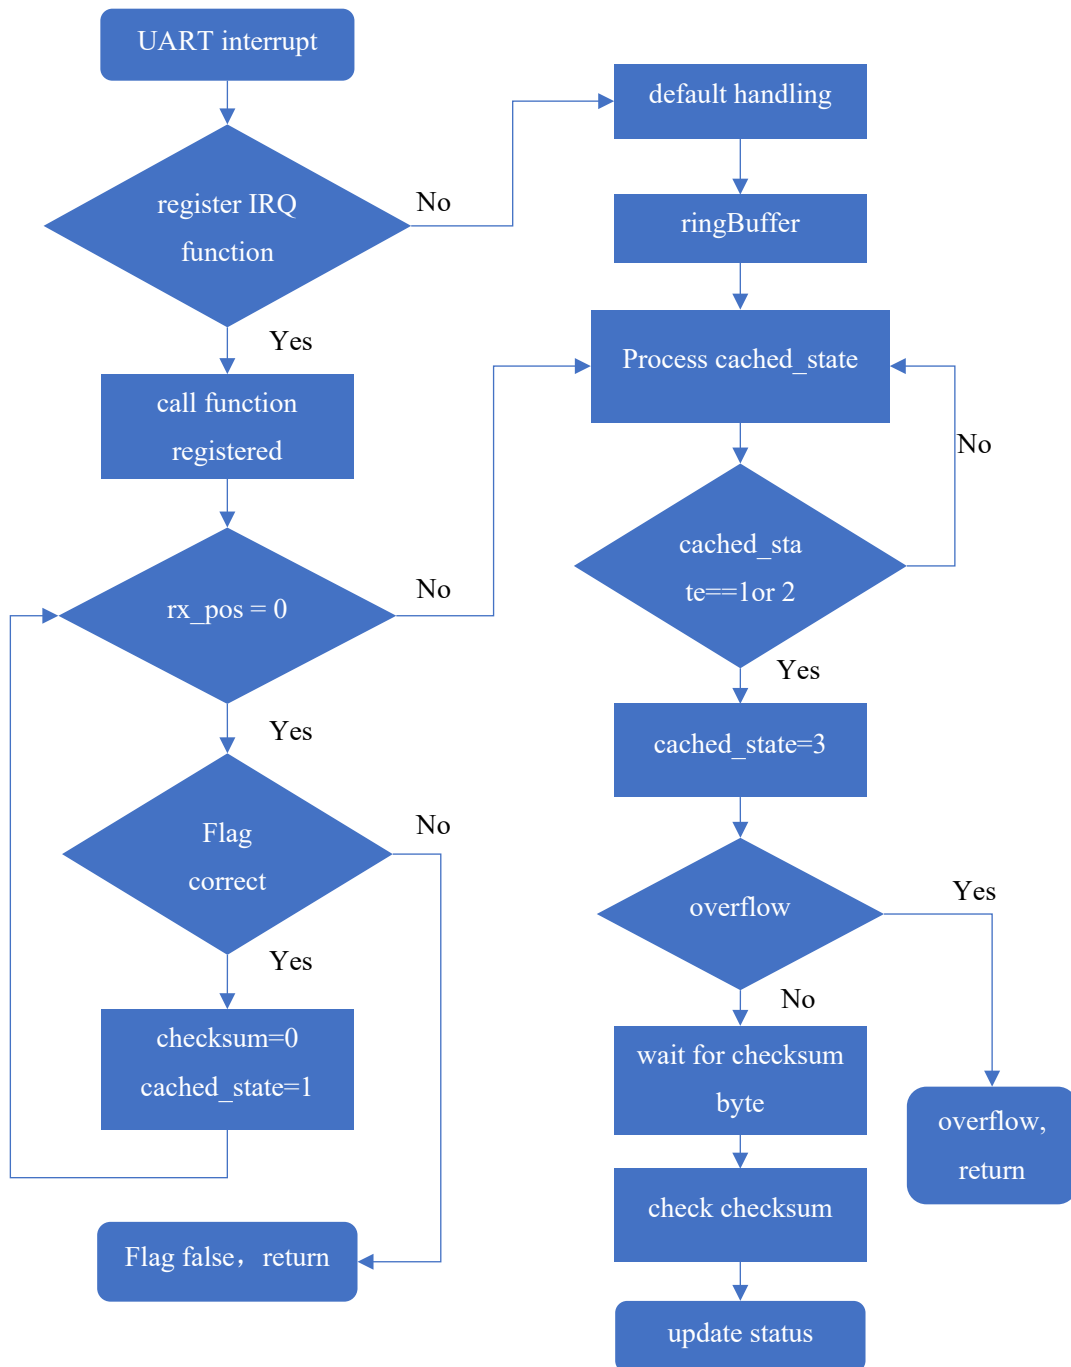 UART interrupt
register IRQ
function
No
Yes
call function
registered
rx_pos = 0
No
Yes
Flag
correct
No
Yes
checksum=0
cached_state=1
Flag false，return
default handling
ringBuffer
Process cached_state
No
cached_sta
te==1or 2
Yes
cached_state=3
overflow
Yes
No
wait for checksum
byte
overflow,
return
check checksum
update status